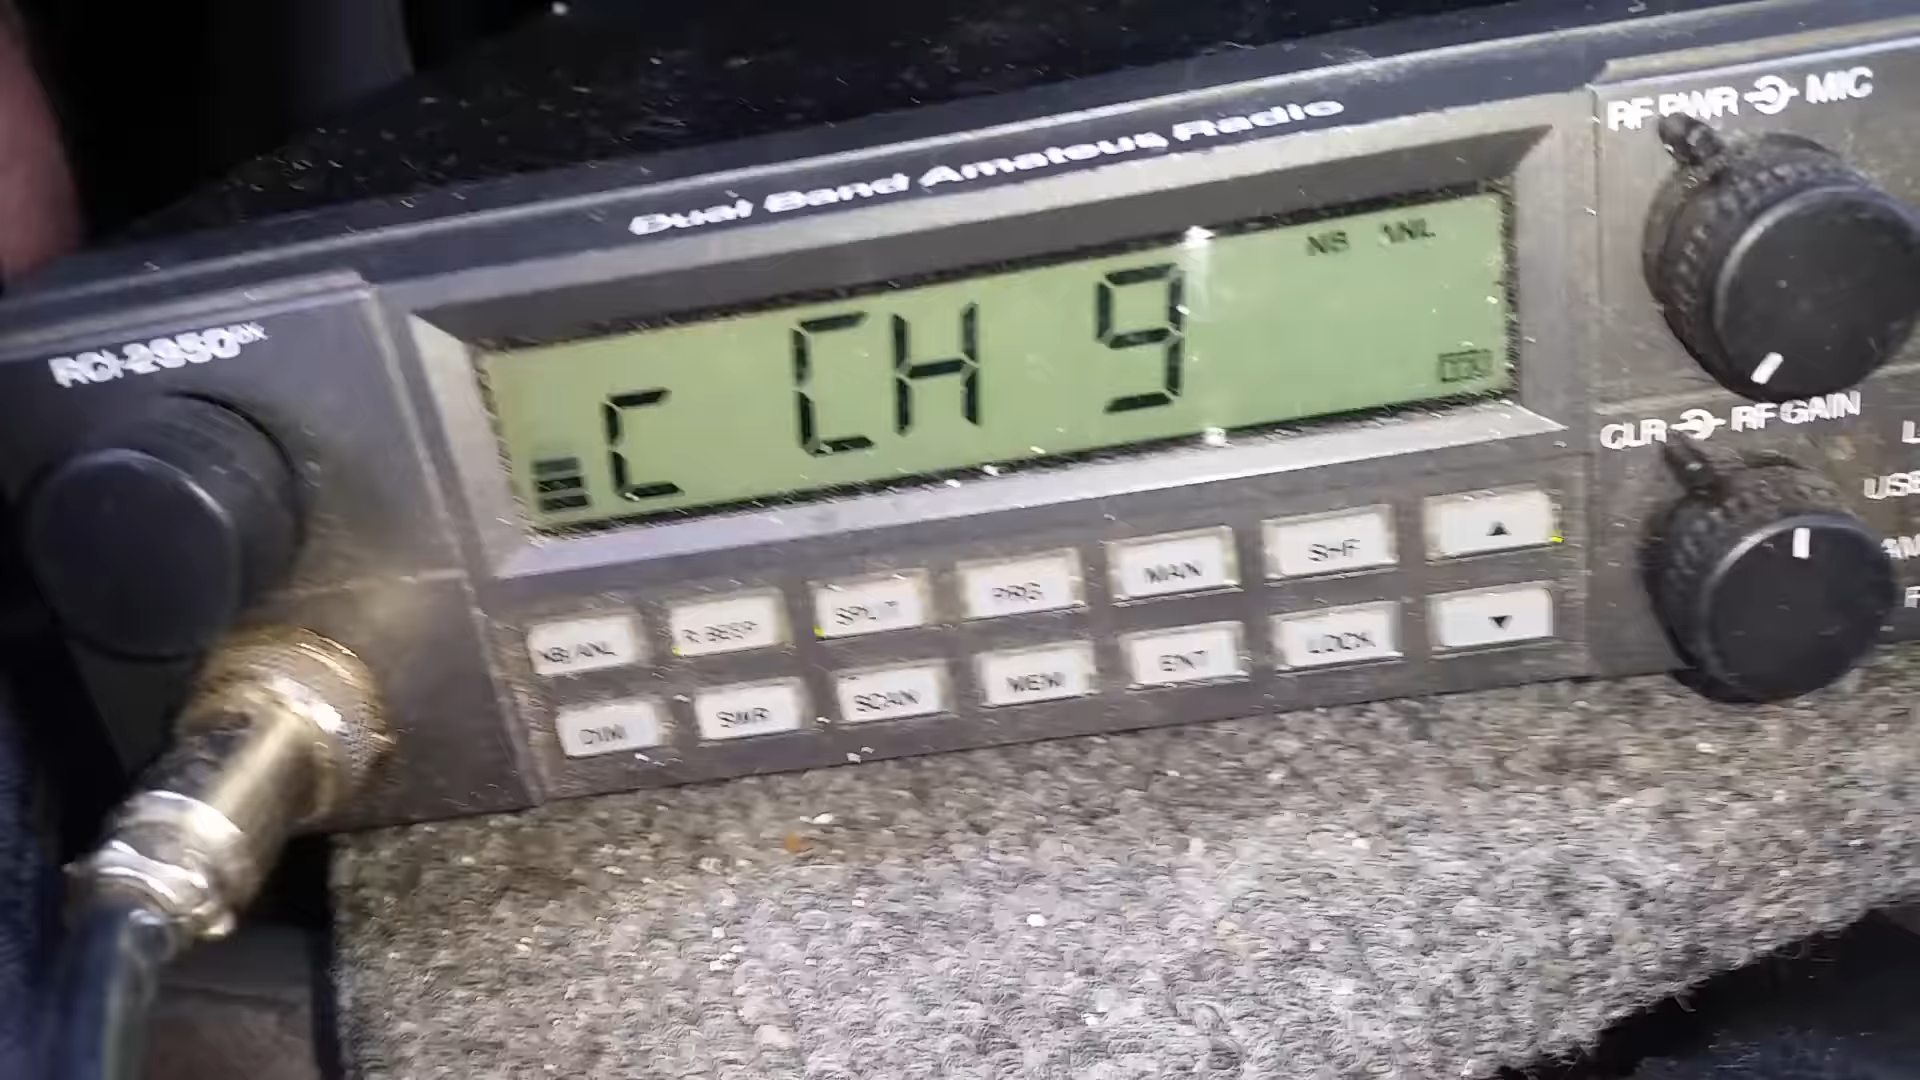 Dual Band Amateur Radio
RF PWR MIC
RCI-2950DX
NB ANL
C CH 9
CLR RF GAIN
USB
AM
NB/ANL R.BEEP SPLIT PRG MAN SHF ▲
DIM SWR SCAN MEM ENT LOCK ▼